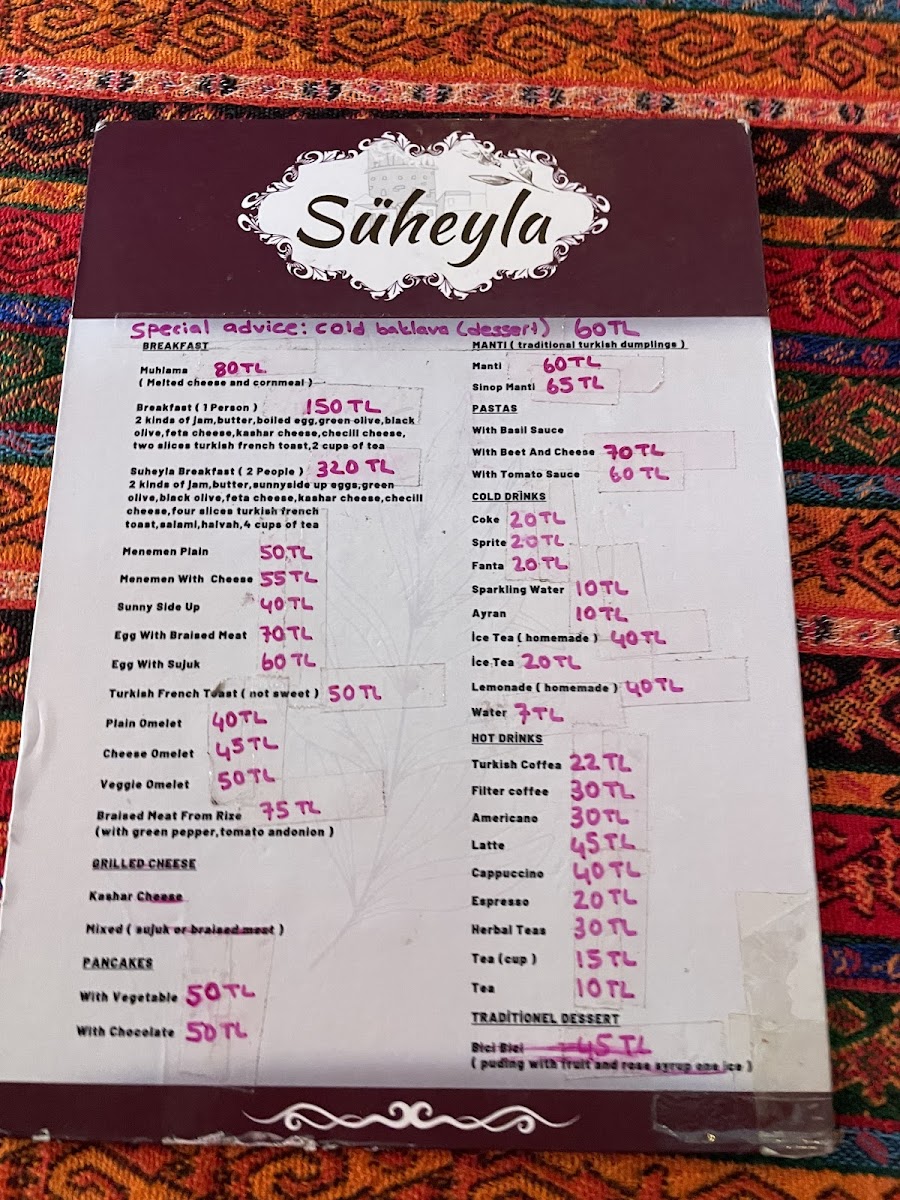 Süheyla
Special advice: cold baklava (dessert) 60TL
BREAKFAST
Muhlama 80TL
( Melted cheese and cornmeal )
Breakfast ( 1 Person ) 150TL
2 kinds of jam,butter,boiled egg,green olive,black
olive,feta cheese,kashar cheese,checill cheese,
two slices turkish french toast,2 cups of tea
Suheyla Breakfast ( 2 People ) 320TL
2 kinds of jam,butter,sunnyside up eggs,green
olive,black olive,feta cheese,kashar cheese,checill
cheese,four slices turkish french
toast,salami,halvah,4 cups of tea
Menemen Plain 50TL
Menemen With Cheese 55TL
Sunny Side Up 40TL
Egg With Braised Meat 70TL
Egg With Sujuk 60TL
Turkish French Toast ( not sweet ) 50TL
Plain Omelet 40TL
Cheese Omelet 45TL
Veggie Omelet 50TL
Braised Meat From Rize 75TL
(with green pepper,tomato andonion )
GRILLED CHEESE
Kashar Cheese
Mixed ( sujuk or braised meat )
PANCAKES
With Vegetable 50TL
With Chocolate 50TL
MANTI ( traditional turkish dumplings )
Manti 60TL
Sinop Manti 65TL
PASTAS
With Basil Sauce
With Beet And Cheese 70TL
With Tomato Sauce 60TL
COLD DRİNKS
Coke 20TL
Sprite 20TL
Fanta 20TL
Sparkling Water 10TL
Ayran 10TL
İce Tea ( homemade ) 40TL
İce Tea 20TL
Lemonade ( homemade ) 40TL
Water 7TL
HOT DRİNKS
Turkish Coffea 22TL
Filter coffee 30TL
Americano 30TL
Latte 45TL
Cappuccino 40TL
Espresso 20TL
Herbal Teas 30TL
Tea (cup ) 15TL
Tea 10TL
TRADİTİONEL DESSERT
Bici Bici 45TL
( puding with fruit and rose syrup one ice )